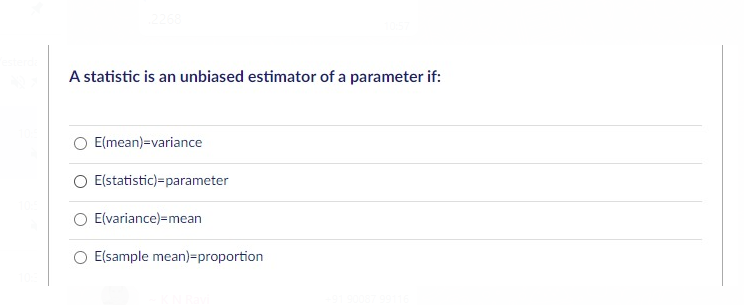 A statistic is an unbiased estimator of a parameter if:
E(mean)=variance
E(statistic)=parameter
E(variance)=mean
E(sample mean)=proportion